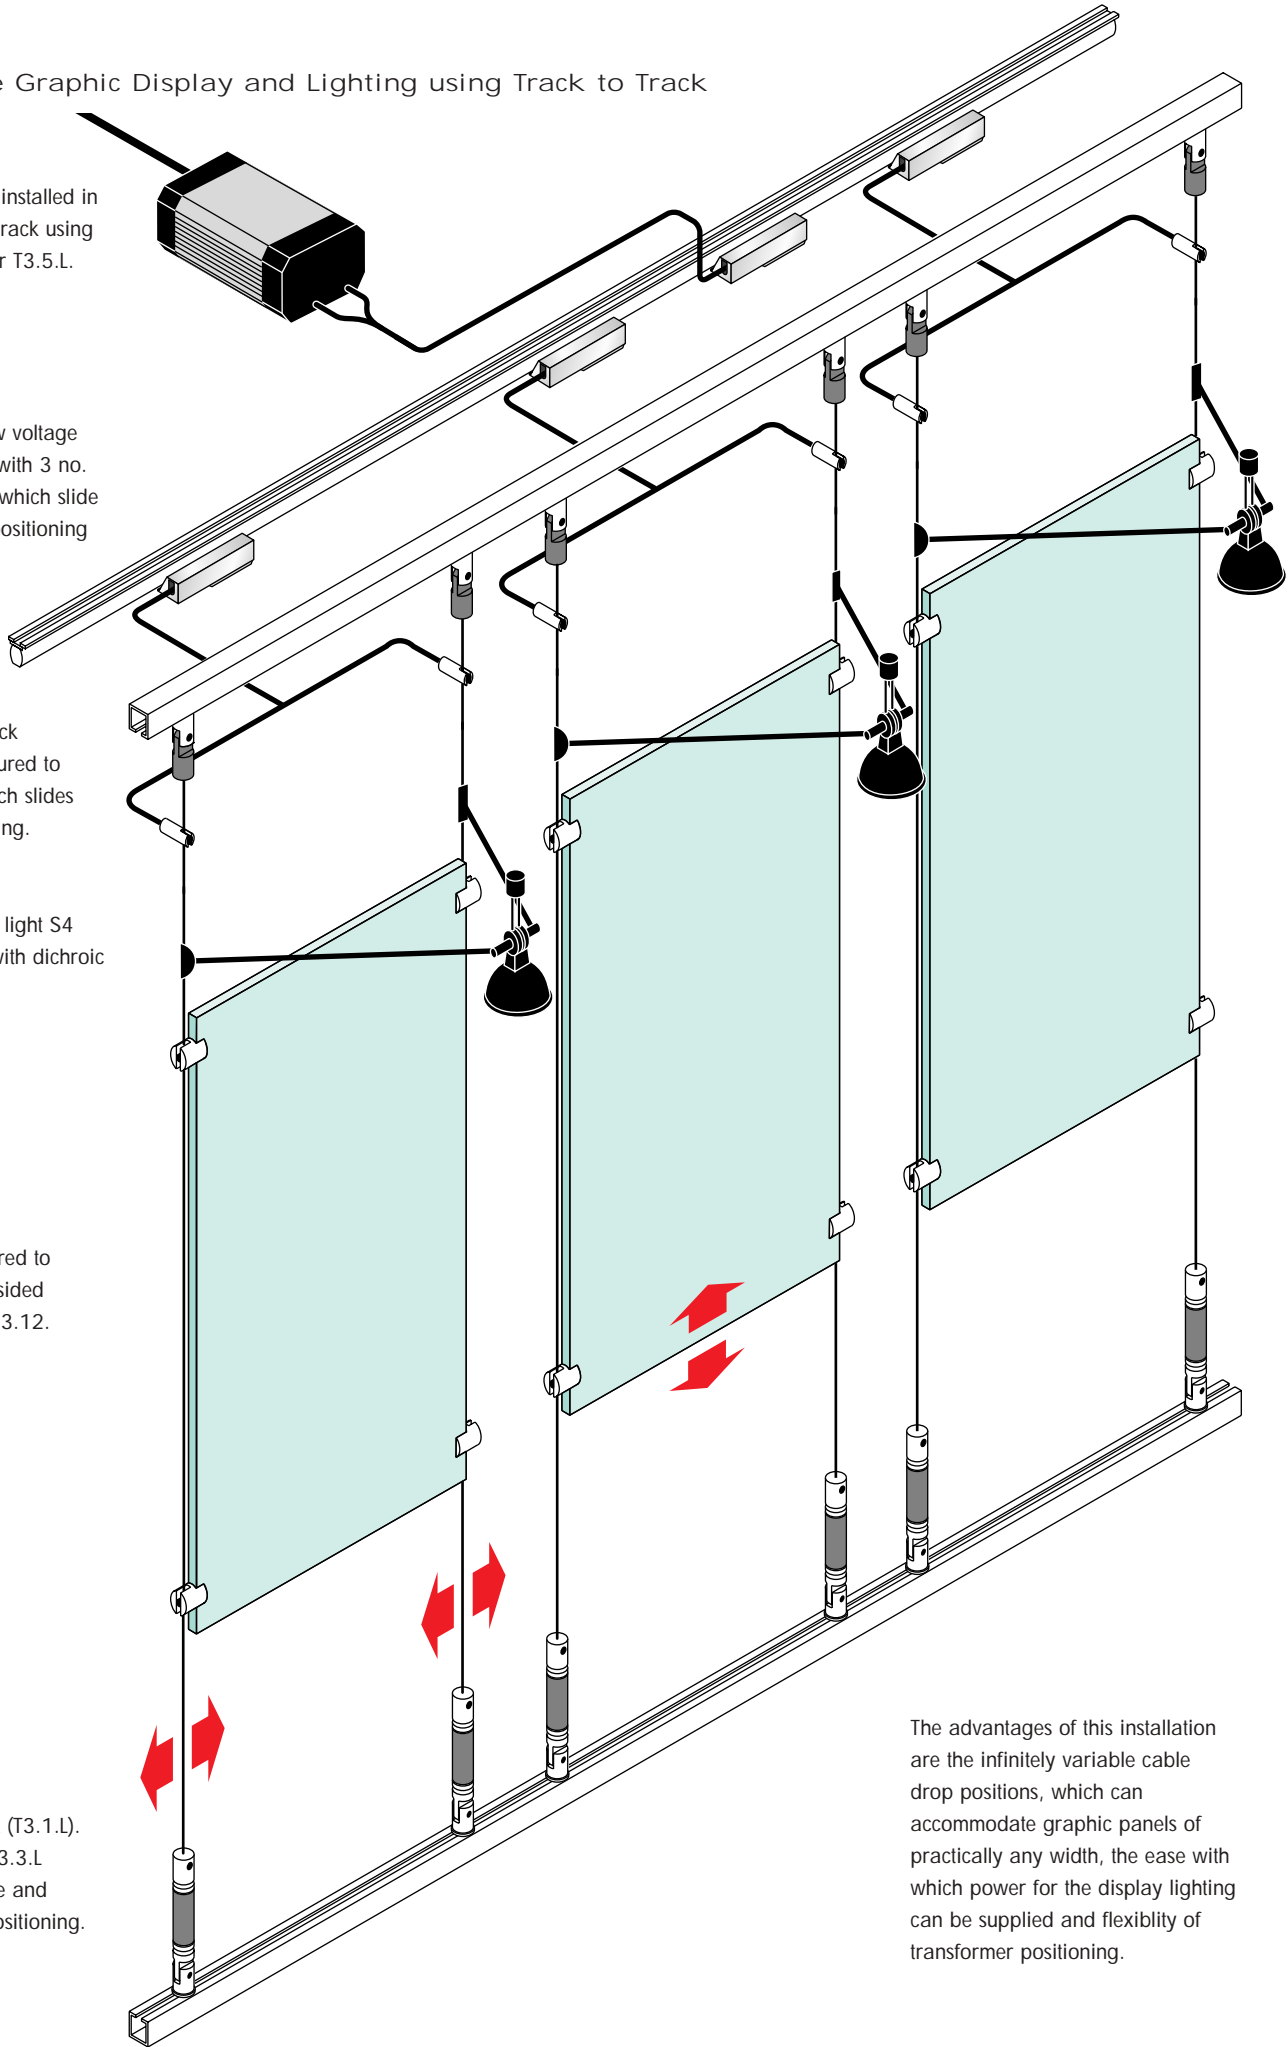 e Graphic Display and Lighting using Track to Track
installed in
rack using
r T3.5.L.
w voltage
with 3 no.
which slide
ositioning
ck
ured to
ch slides
ng.
light S4
with dichroic
red to
sided
3.12.
(T3.1.L).
3.3.L
e and
ositioning.
The advantages of this installation
are the infinitely variable cable
drop positions, which can
accommodate graphic panels of
practically any width, the ease with
which power for the display lighting
can be supplied and flexiblity of
transformer positioning.